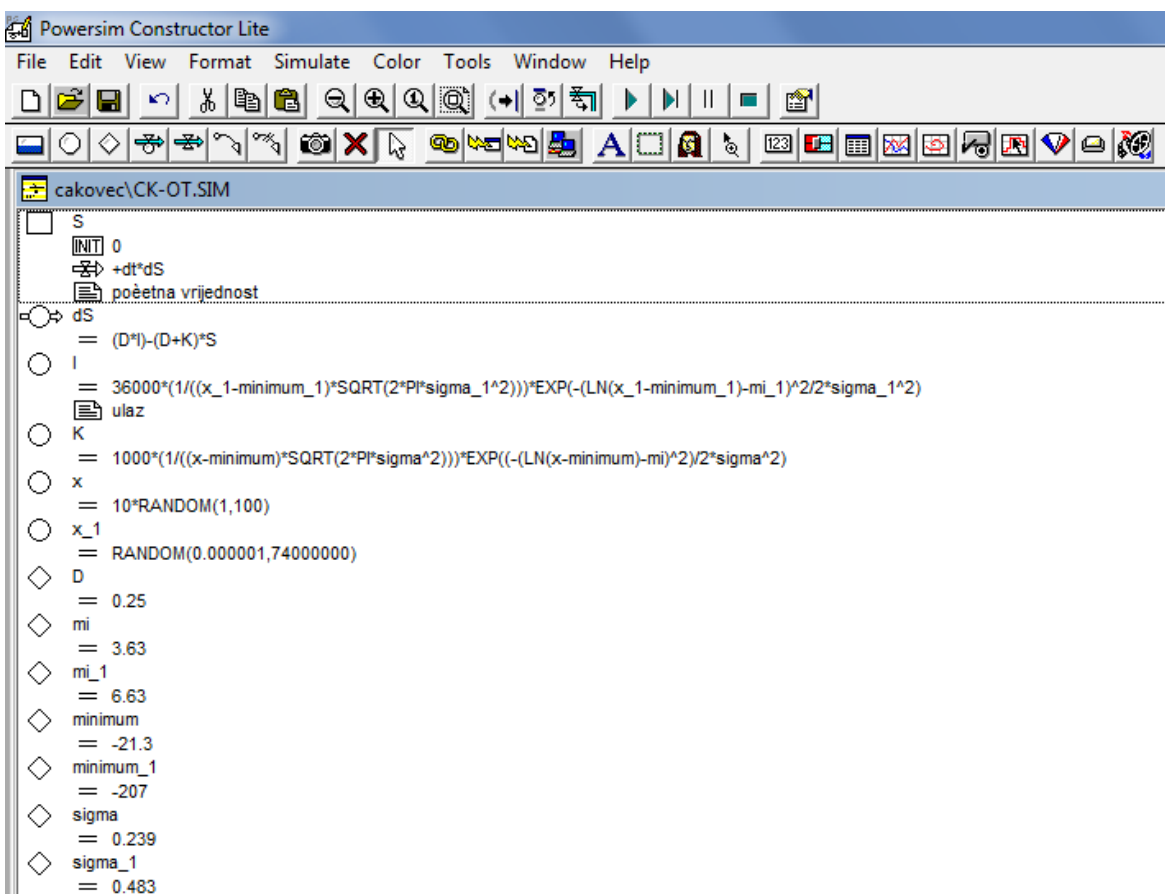 Powersim Constructor Lite
File Edit View Format Simulate Color Tools Window Help
123
cakovec\CK-OT.SIM
S
INIT 0
+dt*dS
poèetna vrijednost
dS
= (D*I)-(D+K)*S
I
= 36000*(1/((x_1-minimum_1)*SQRT(2*PI*sigma_1^2)))*EXP(-(LN(x_1-minimum_1)-mi_1)^2/2*sigma_1^2)
ulaz
K
= 1000*(1/((x-minimum)*SQRT(2*PI*sigma^2)))*EXP((-(LN(x-minimum)-mi)^2)/2*sigma^2)
x
= 10*RANDOM(1,100)
x_1
= RANDOM(0.000001,74000000)
D
= 0.25
mi
= 3.63
mi_1
= 6.63
minimum
= -21.3
minimum_1
= -207
sigma
= 0.239
sigma_1
= 0.483